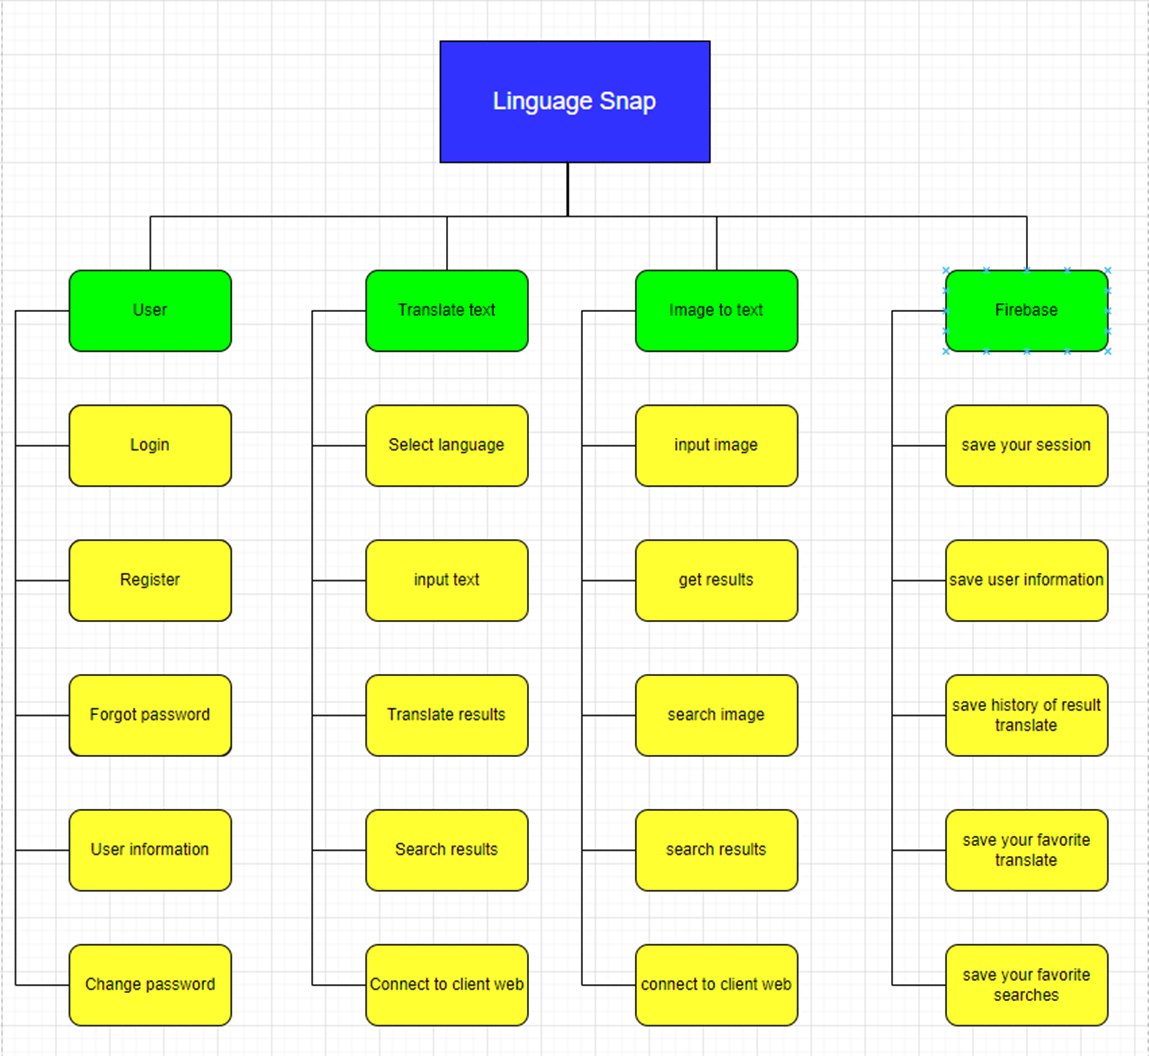 Linguage Snap
User
Translate text
Image to text
Firebase
Login
Select language
input image
save your session
Register
input text
get results
save user information
Forgot password
Translate results
search image
save history of result
translate
User information
Search results
search results
save your favorite
translate
Change password
Connect to client web
connect to client web
save your favorite
searches